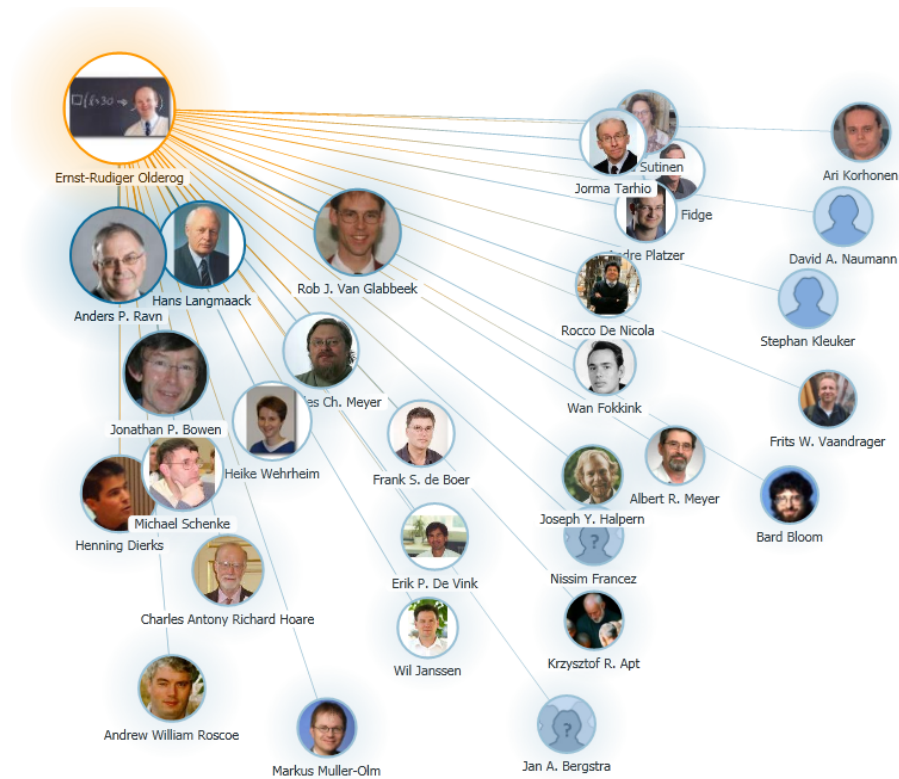 Ernst-Rudiger Olderog
Sutinen
Jorma Tarhio
Ari Korhonen
Fidge
Andre Platzer
David A. Naumann
Hans Langmaack
Rob J. Van Glabbeek
Anders P. Ravn
Rocco De Nicola
Stephan Kleuker
es Ch. Meyer
Wan Fokkink
Jonathan P. Bowen
Frits W. Vaandrager
Heike Wehrheim
Frank S. de Boer
Albert R. Meyer
Joseph Y. Halpern
Michael Schenke
Bard Bloom
Henning Dierks
Erik P. De Vink
Nissim Francez
Charles Antony Richard Hoare
Wil Janssen
Krzysztof R. Apt
Andrew William Roscoe
Markus Muller-Olm
Jan A. Bergstra